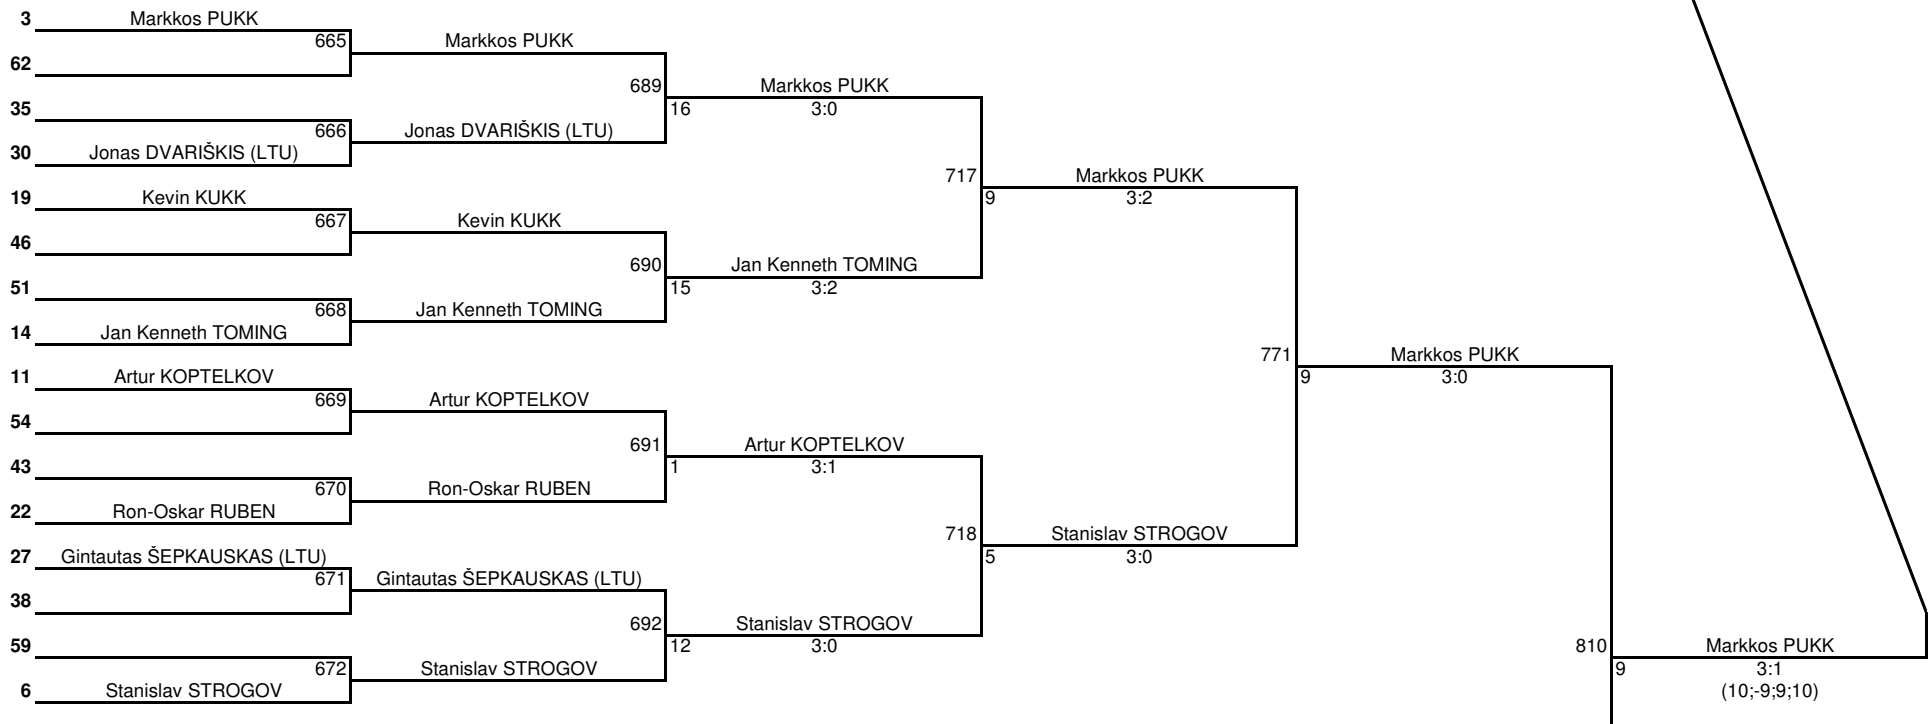 3 Markkos PUKK
665 Markkos PUKK
62
689 Markkos PUKK
35
16 3:0
666 Jonas DVARIŠKIS (LTU)
30 Jonas DVARIŠKIS (LTU)
717 Markkos PUKK
19 Kevin KUKK
9 3:2
667 Kevin KUKK
46
690 Jan Kenneth TOMING
51
15 3:2
668 Jan Kenneth TOMING
14 Jan Kenneth TOMING
771 Markkos PUKK
11 Artur KOPTELKOV
9 3:0
669 Artur KOPTELKOV
54
691 Artur KOPTELKOV
43
1 3:1
670 Ron-Oskar RUBEN
22 Ron-Oskar RUBEN
718 Stanislav STROGOV
27 Gintautas ŠEPKAUSKAS (LTU)
5 3:0
671 Gintautas ŠEPKAUSKAS (LTU)
38
692 Stanislav STROGOV
59
12 3:0
810 Markkos PUKK
672 Stanislav STROGOV
9 3:1
6 Stanislav STROGOV
(10;-9;9;10)